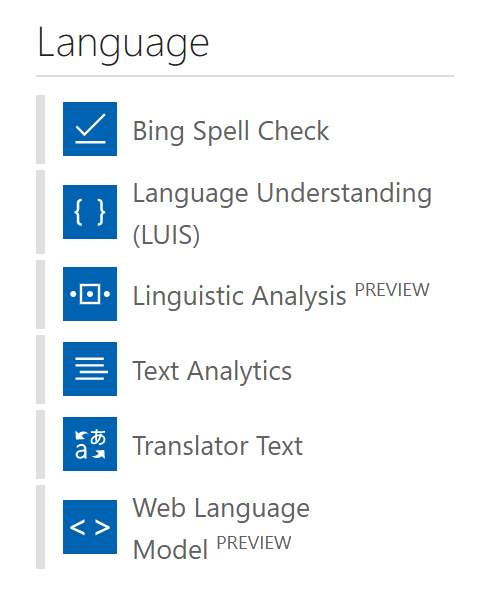 Language
Bing Spell Check
{ } Language Understanding
(LUIS)
Linguistic Analysis PREVIEW
Text Analytics
あ
a
Translator Text
< > Web Language
Model PREVIEW